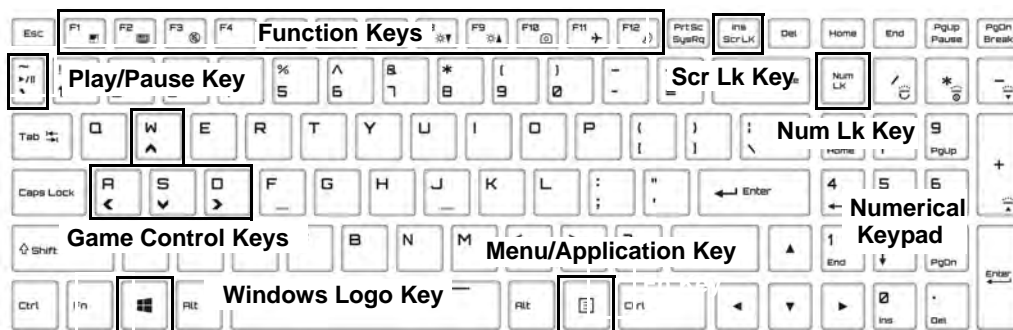 Esc F1 F2 F3 F4 Function Keys F9 F10 F11 F12 PrtSc SysRq Ins ScrLK Del Home End PgUp Pause PgDn Break
~ ` Play/Pause Key % 5 ^ 6 & 7 * 8 ( 9 ) 0 - - Scr Lk Key = Num LK / * -
Tab Q W E R T Y U I O P { [ } ] \ Num Lk Key Home 9 PgUp +
Caps Lock A S D F G H J K L : ; " ' Enter 4 5 6
Numerical
Keypad
Shift Game Control Keys B N M Menu/Application Key 1 End PgDn Enter
Ctrl Fn Windows Logo Key Alt Alt Ctrl 0 Ins . Del